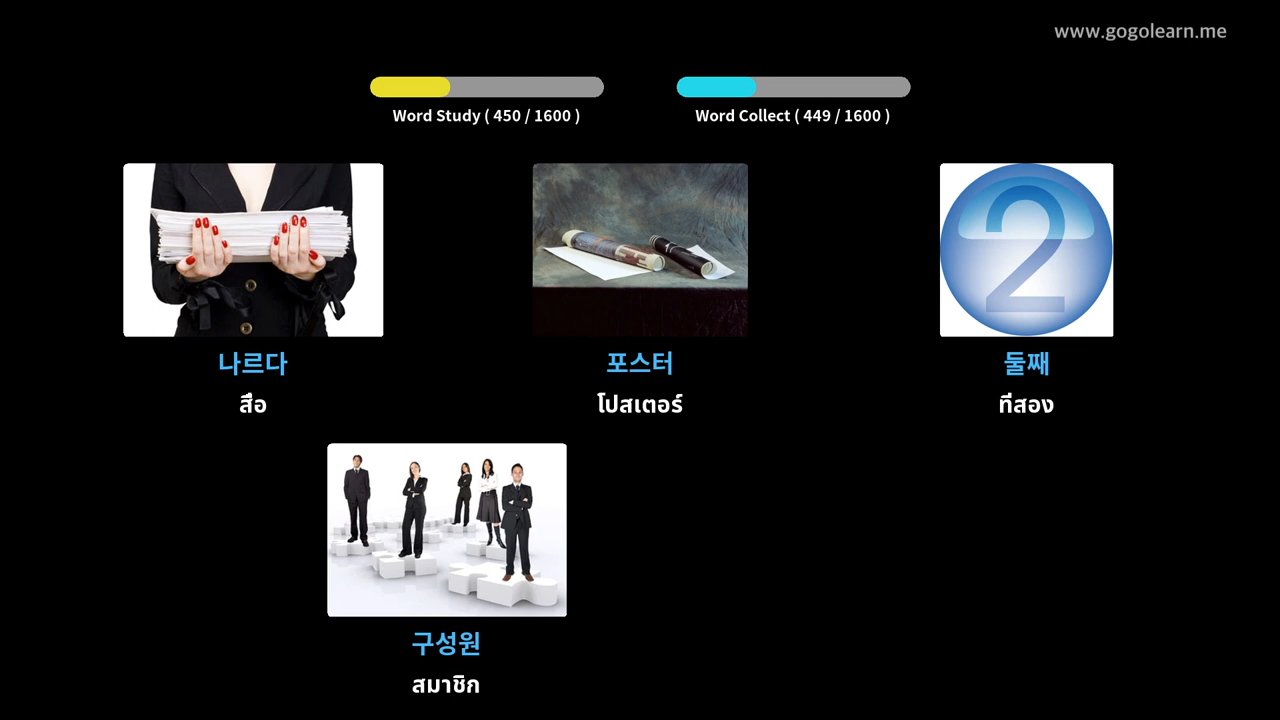 www.gogolearn.me
Word Study ( 450 / 1600 )
Word Collect ( 449 / 1600 )
나르다
สื่อ
포스터
โปสเตอร์
둘째
ที่สอง
구성원
สมาชิก
2